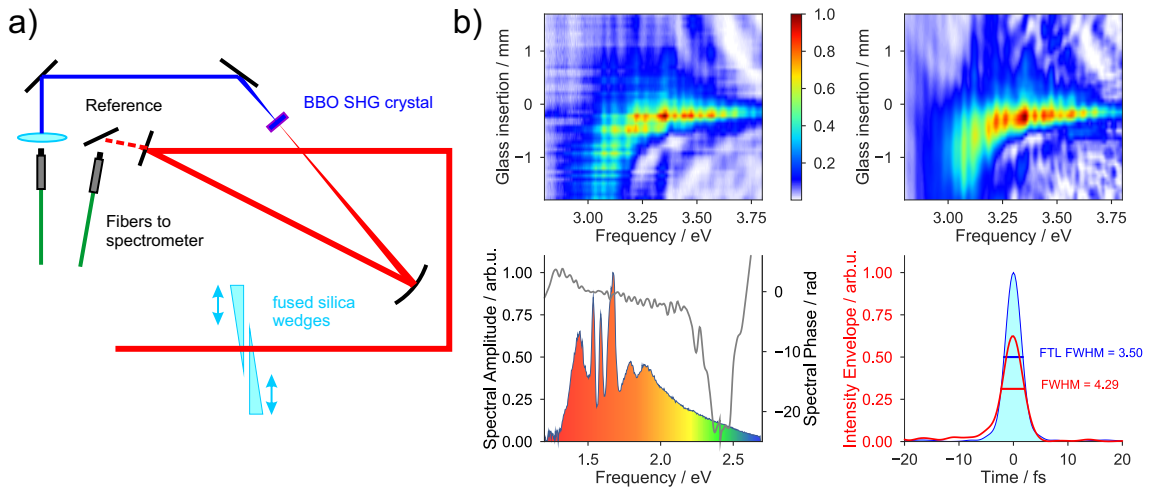 a)
Reference
BBO SHG crystal
Fibers to
spectrometer
fused silica
wedges
b)
Glass insertion / mm
1
0
−1
3.00 3.25 3.50 3.75
Frequency / eV
1.0
0.8
0.6
0.4
0.2
Glass insertion / mm
1
0
−1
3.00 3.25 3.50 3.75
Frequency / eV
Spectral Amplitude / arb.u.
1.00
0.75
0.50
0.25
0.00
1.5 2.0 2.5
Frequency / eV
0
−10
−20
Spectral Phase / rad
Intensity Envelope / arb.u.
1.00
0.75
0.50
0.25
0.00
FTL FWHM = 3.50
FWHM = 4.29
−20 −10 0 10 20
Time / fs